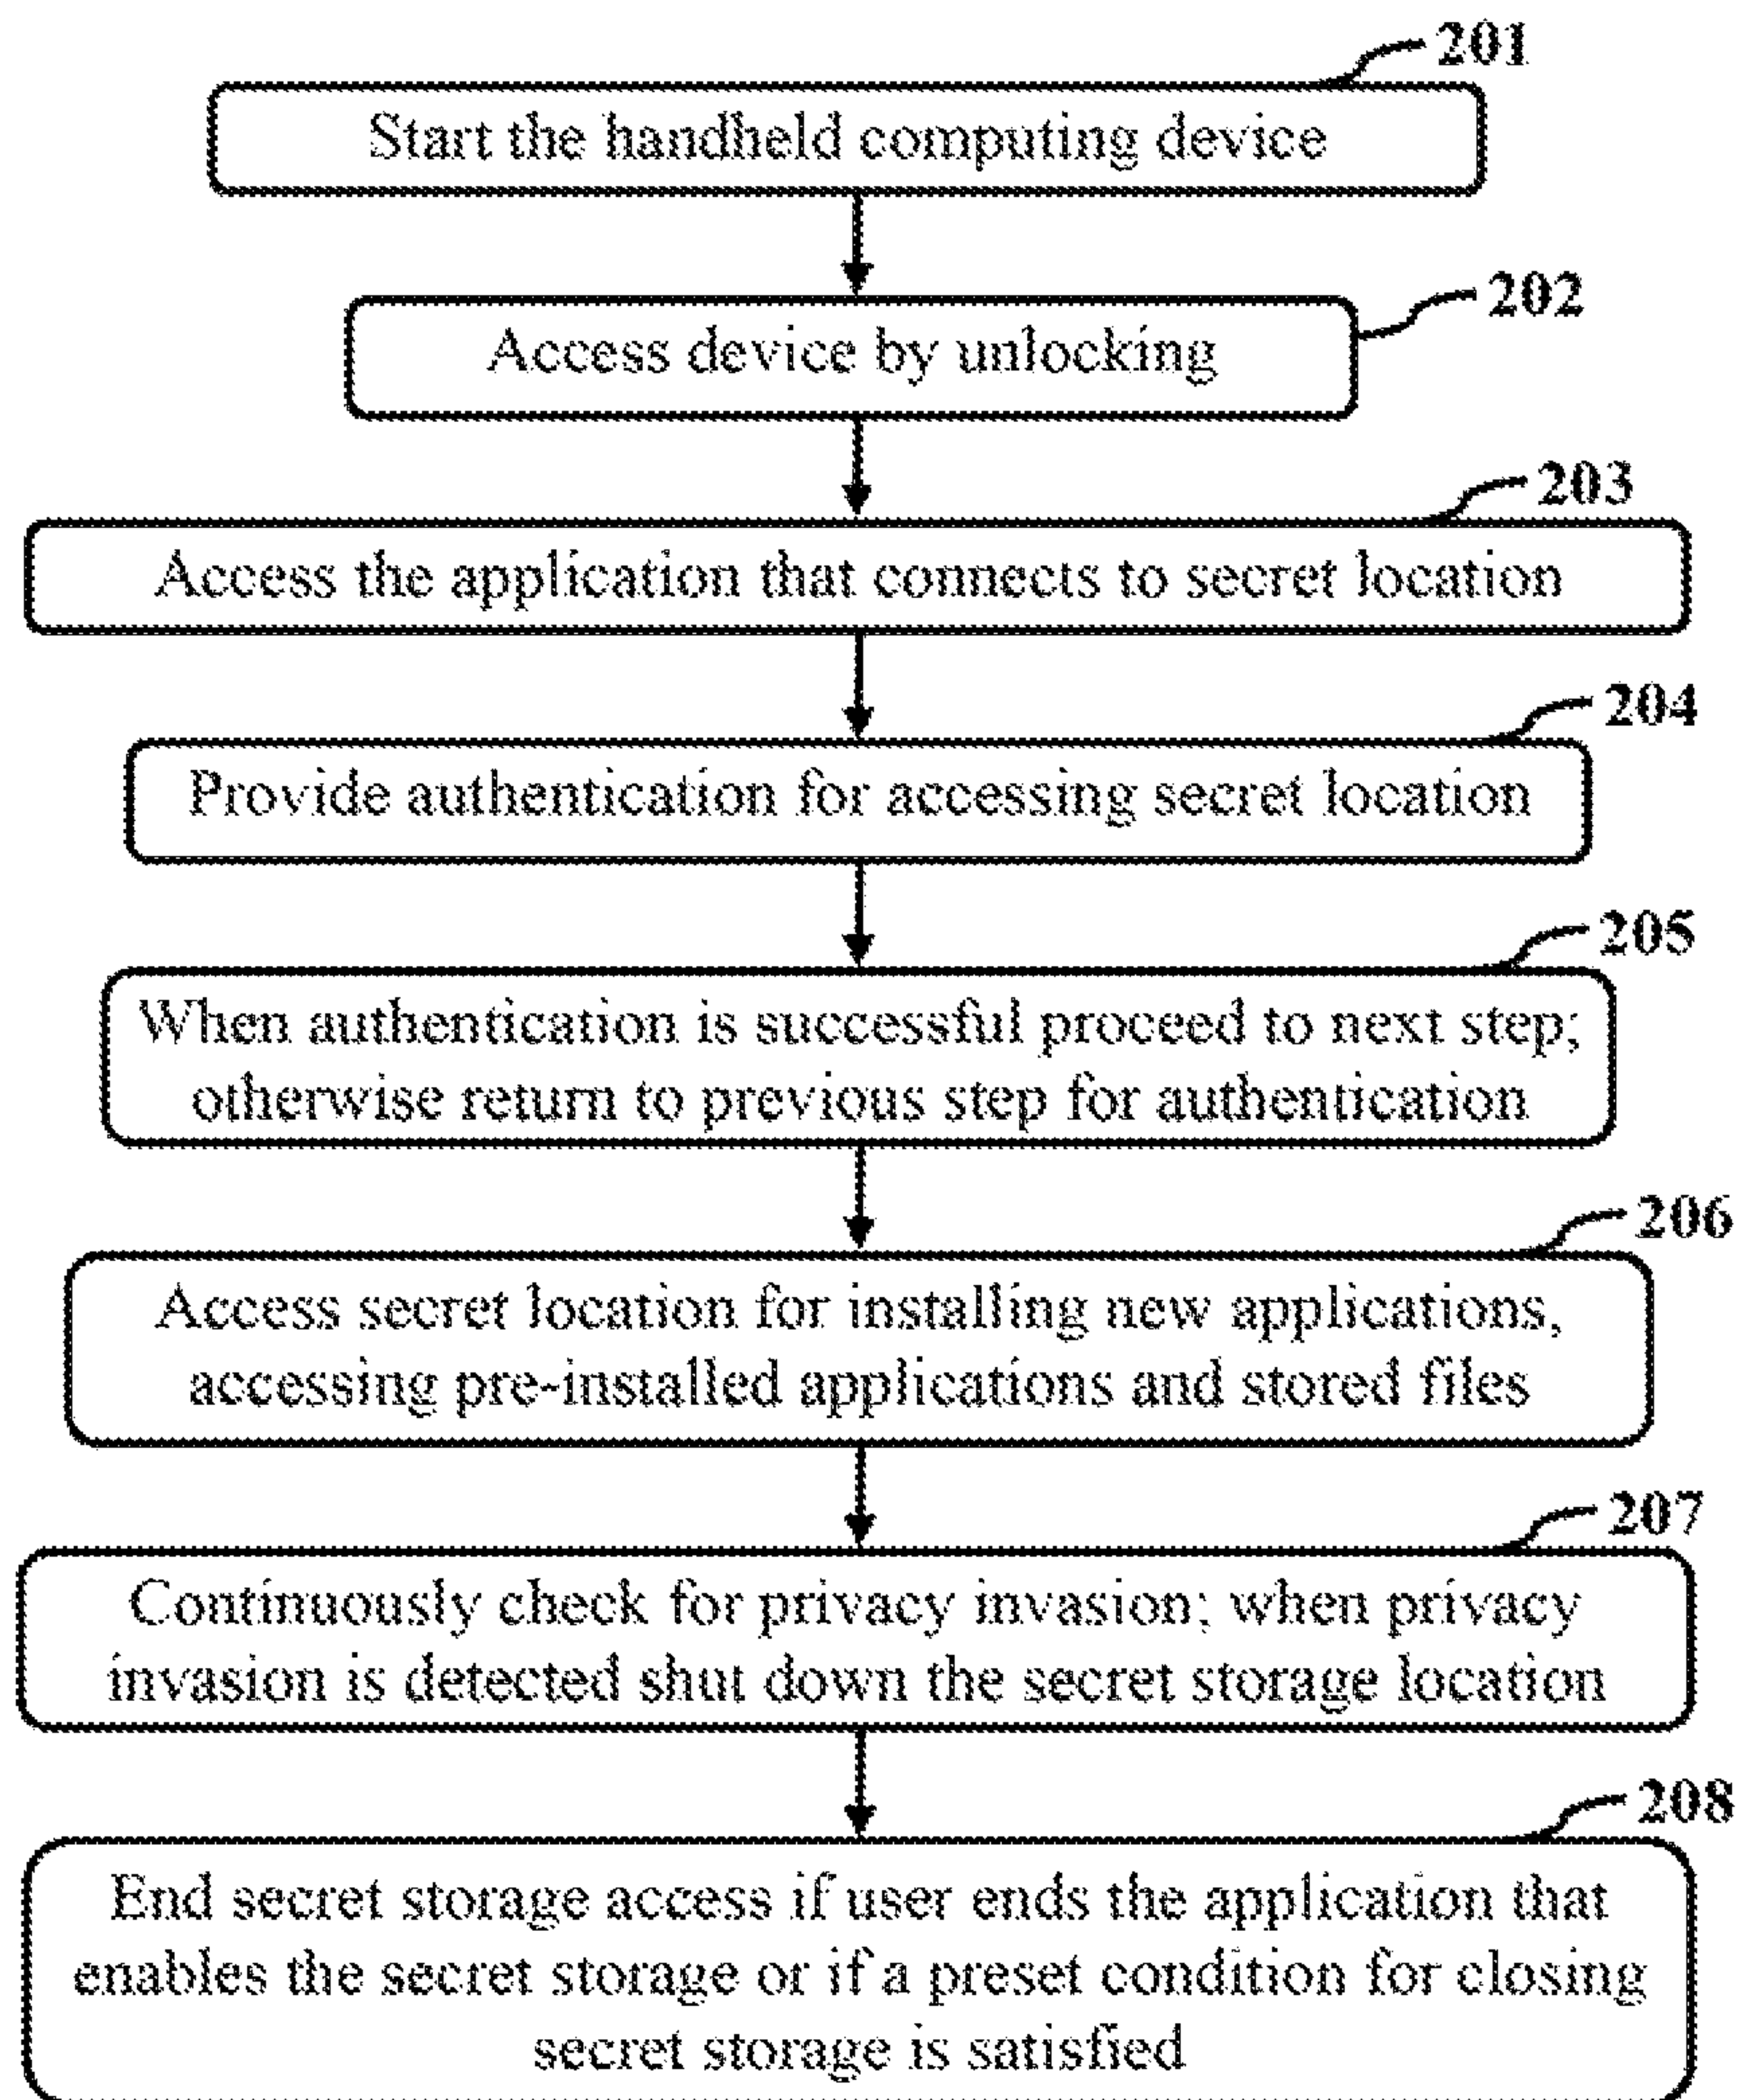 201
Start the handheld computing device
202
Access device by unlocking
203
Access the application that connects to secret location
204
Provide authentication for accessing secret location
205
When authentication is successful proceed to next step;
otherwise return to previous step for authentication
206
Access secret location for installing new applications,
accessing pre-installed applications and stored files
207
Continuously check for privacy invasion; when privacy
invasion is detected shut down the secret storage location
208
End secret storage access if user ends the application that
enables the secret storage or if a preset condition for closing
secret storage is satisfied